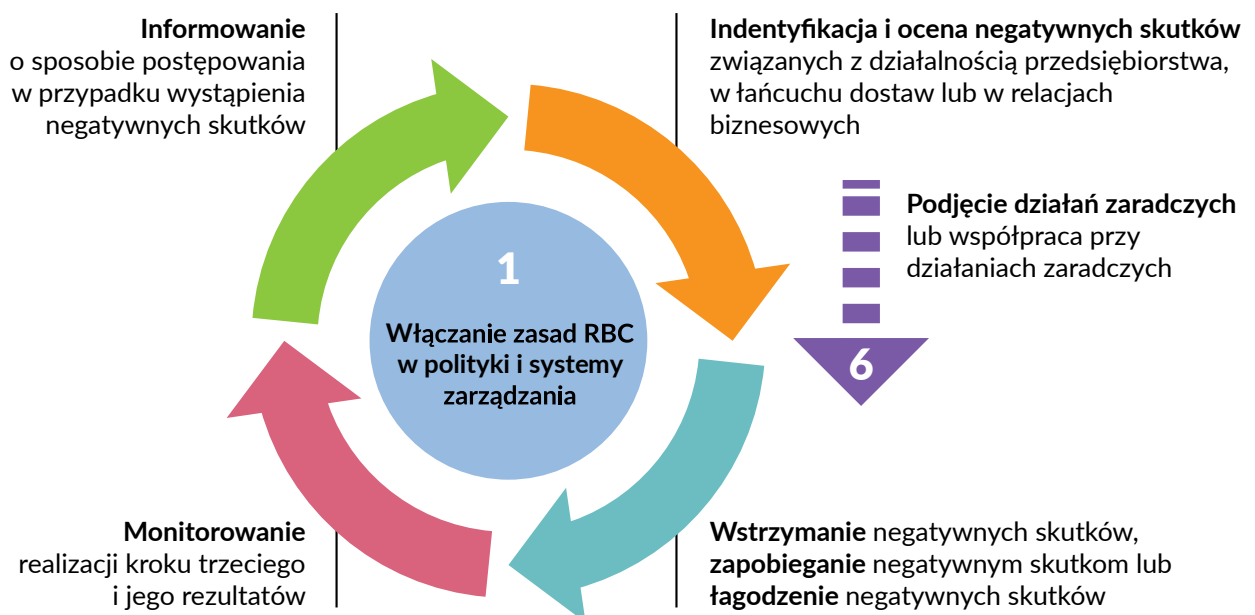 Informowanie
o sposobie postępowania
w przypadku wystąpienia
negatywnych skutków
Indentyfikacja i ocena negatywnych skutków
związanych z działalnością przedsiębiorstwa,
w łańcuchu dostaw lub w relacjach
biznesowych
Podjęcie działań zaradczych
lub współpraca przy
działaniach zaradczych
6
1
Włączanie zasad RBC
w polityki i systemy
zarządzania
Monitorowanie
realizacji kroku trzeciego
i jego rezultatów
Wstrzymanie negatywnych skutków,
zapobieganie negatywnym skutkom lub
łagodzenie negatywnych skutków